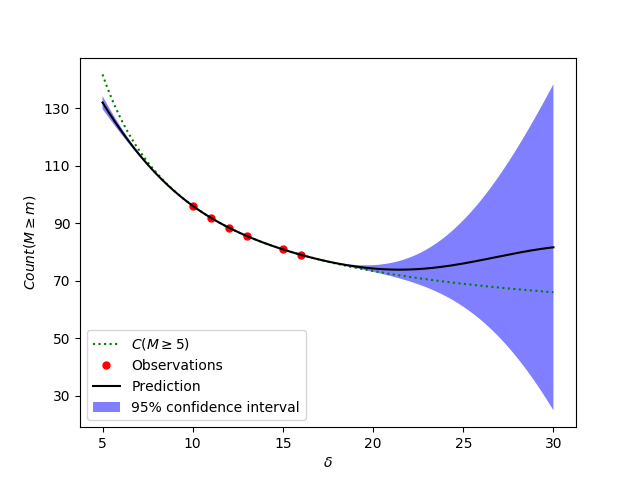 Count(M ≥ m)
130
110
90
70
50
30
C(M ≥ 5)
Observations
Prediction
95% confidence interval
5 10 15 20 25 30
δ